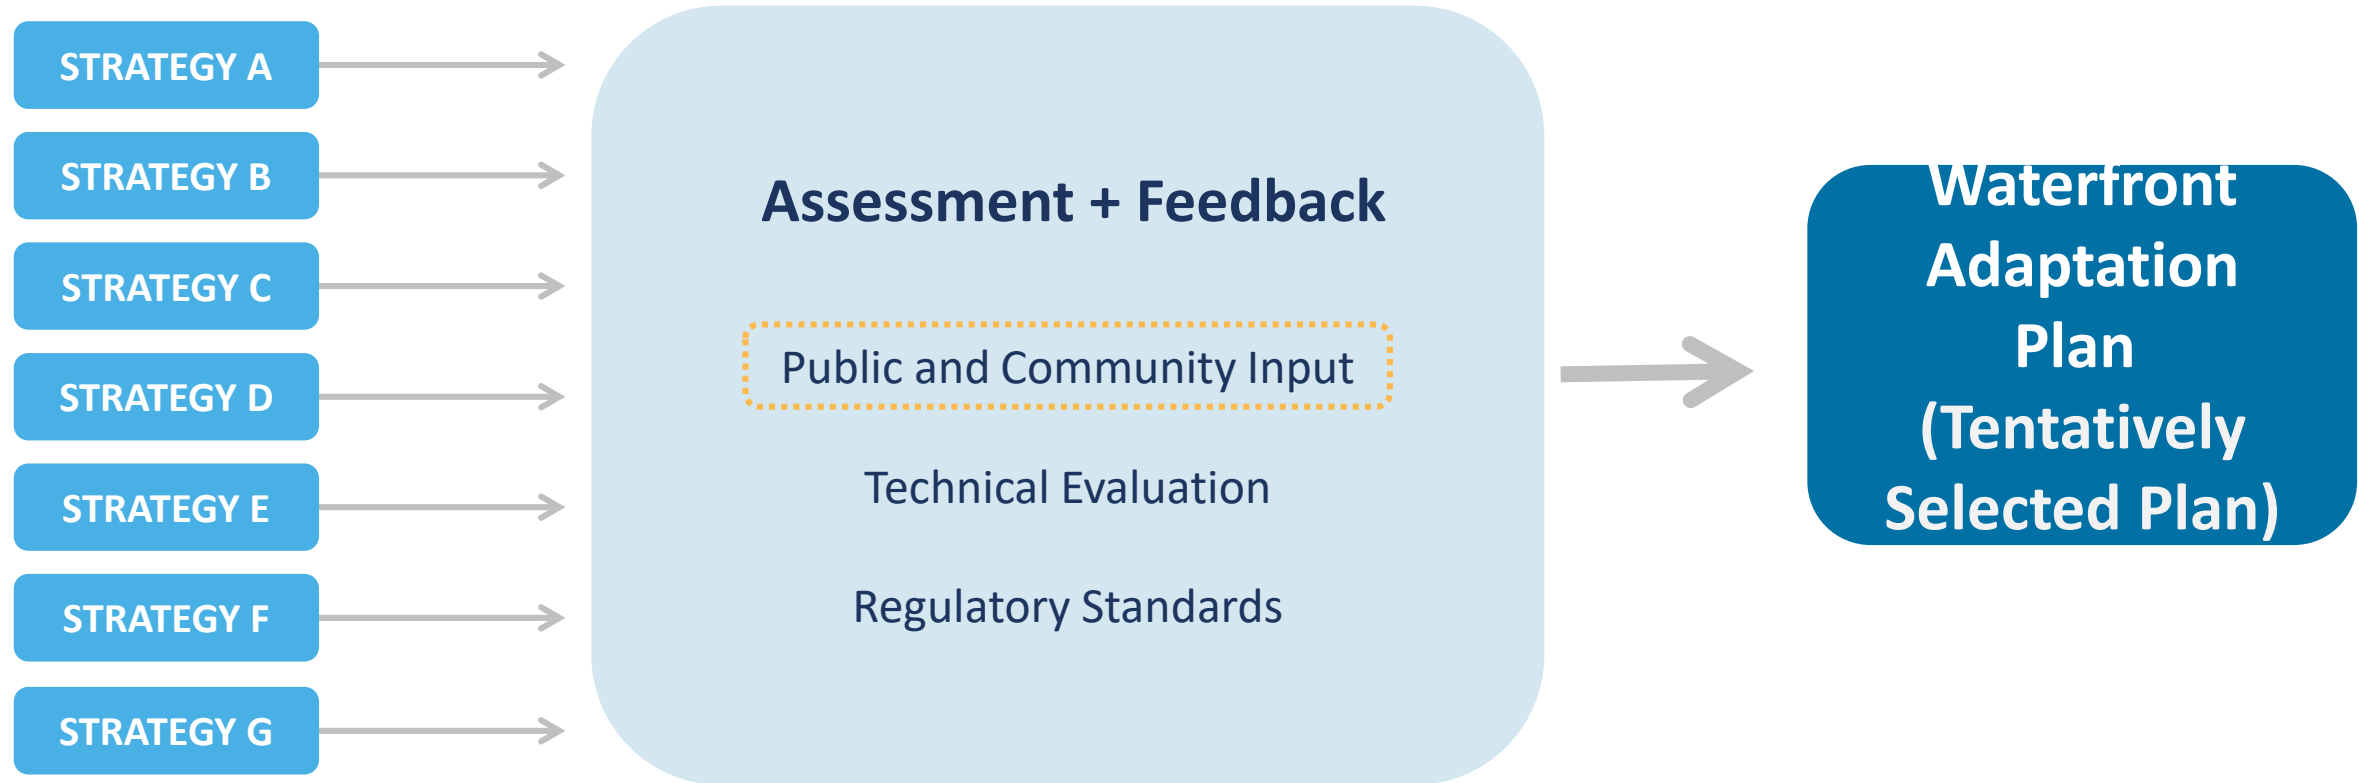 STRATEGY A
STRATEGY B
STRATEGY C
STRATEGY D
STRATEGY E
STRATEGY F
STRATEGY G
Assessment + Feedback
Public and Community Input
Technical Evaluation
Regulatory Standards
Waterfront
Adaptation
Plan
(Tentatively
Selected Plan)